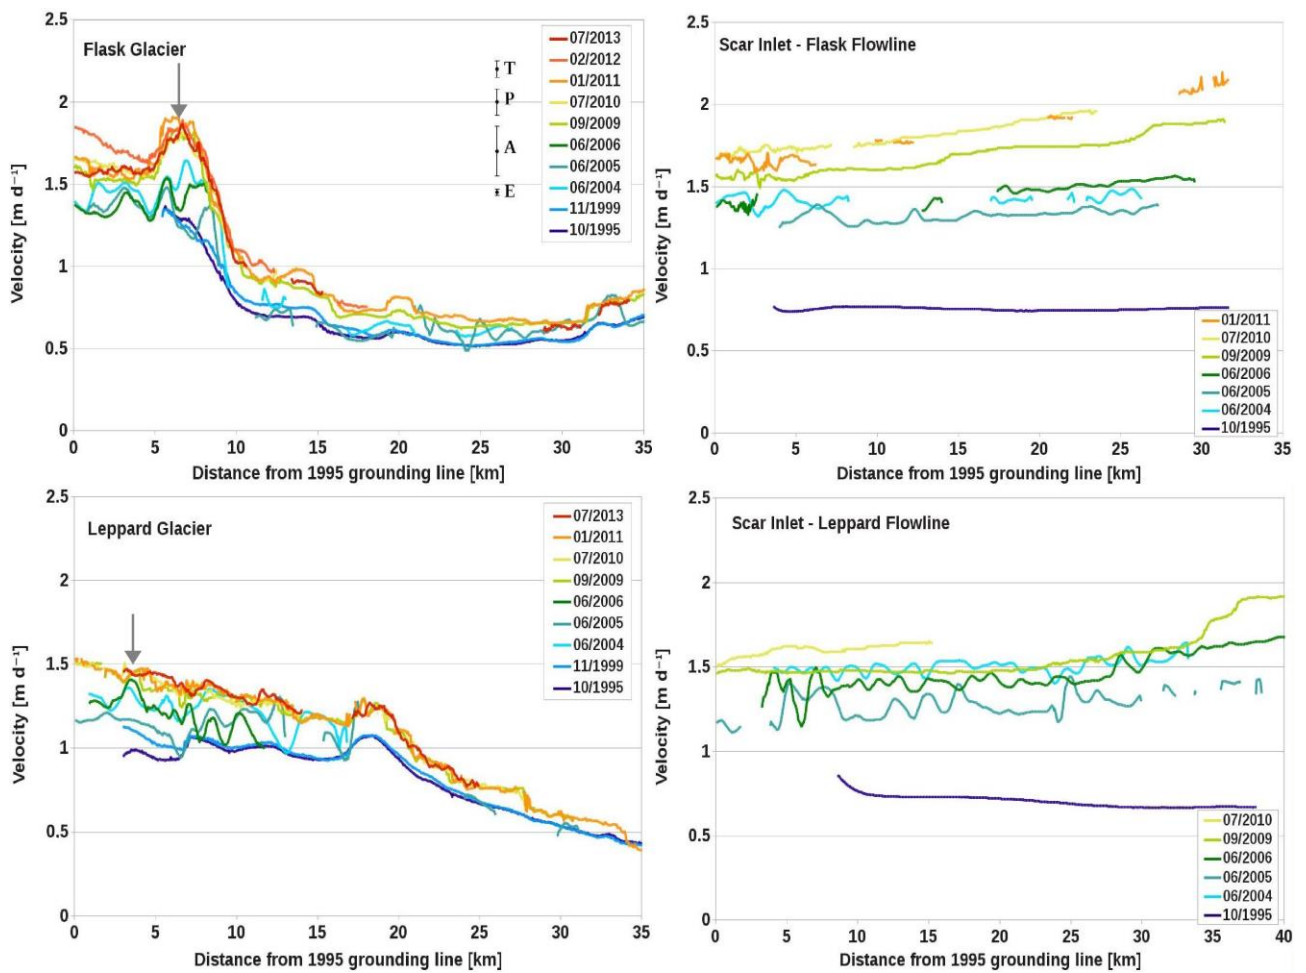 Flask Glacier
Velocity [m d⁻¹]
2.5
2
1.5
1
0.5
0
0 5 10 15 20 25 30 35
Distance from 1995 grounding line [km]
T
P
A
E
07/2013
02/2012
01/2011
07/2010
09/2009
06/2006
06/2005
06/2004
11/1999
10/1995
Scar Inlet - Flask Flowline
Velocity [m d⁻¹]
2.5
2
1.5
1
0.5
0
0 5 10 15 20 25 30 35
Distance from 1995 grounding line [km]
01/2011
07/2010
09/2009
06/2006
06/2005
06/2004
10/1995
Leppard Glacier
Velocity [m d⁻¹]
2.5
2
1.5
1
0.5
0
0 5 10 15 20 25 30 35
Distance from 1995 grounding line [km]
07/2013
01/2011
07/2010
09/2009
06/2006
06/2005
06/2004
11/1999
10/1995
Scar Inlet - Leppard Flowline
Velocity [m d⁻¹]
2.5
2
1.5
1
0.5
0
0 5 10 15 20 25 30 35 40
Distance from 1995 grounding line [km]
07/2010
09/2009
06/2006
06/2005
06/2004
10/1995